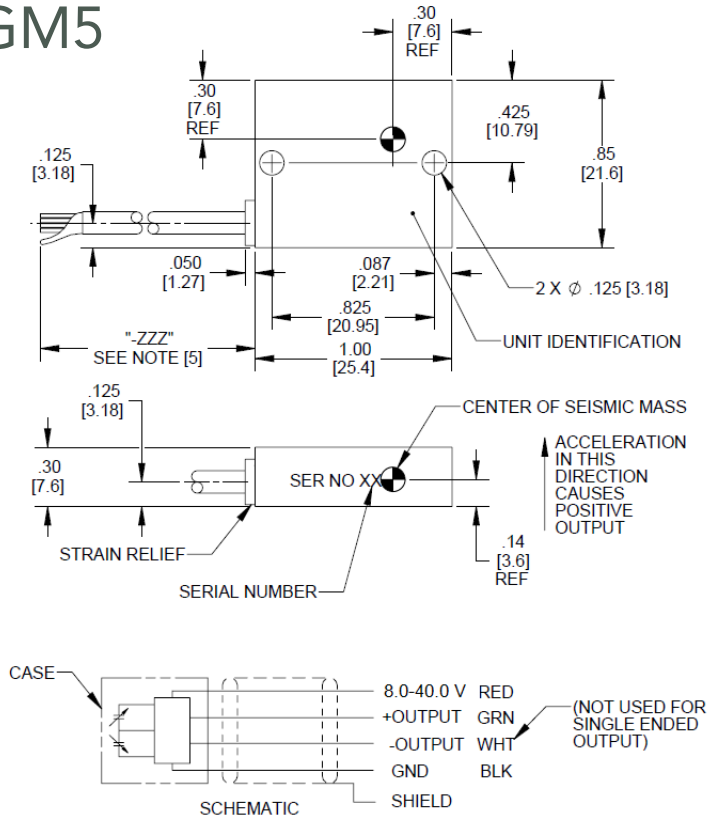 GM5
.30
[7.6]
REF
.30
[7.6]
REF
.425
[10.79]
.85
[21.6]
.125
[3.18]
.050
[1.27]
.087
[2.21]
2 X ϕ .125 [3.18]
.825
[20.95]
UNIT IDENTIFICATION
"-ZZZ"
SEE NOTE [5]
1.00
[25.4]
.125
[3.18]
CENTER OF SEISMIC MASS
.30
[7.6]
SER NO XX
ACCELERATION
IN THIS
DIRECTION
CAUSES
POSITIVE
OUTPUT
STRAIN RELIEF
.14
[3.6]
REF
SERIAL NUMBER
CASE
8.0-40.0 V RED
+OUTPUT GRN
-OUTPUT WHT
(NOT USED FOR
SINGLE ENDED
OUTPUT)
GND BLK
SHIELD
SCHEMATIC